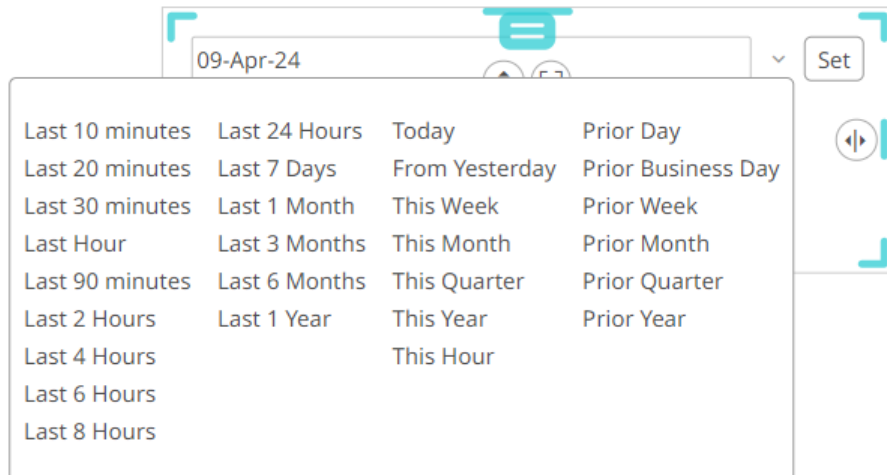 09-Apr-24
Set
Last 10 minutes Last 24 Hours Today Prior Day
Last 20 minutes Last 7 Days From Yesterday Prior Business Day
Last 30 minutes Last 1 Month This Week Prior Week
Last Hour Last 3 Months This Month Prior Month
Last 90 minutes Last 6 Months This Quarter Prior Quarter
Last 2 Hours Last 1 Year This Year Prior Year
Last 4 Hours This Hour
Last 6 Hours
Last 8 Hours